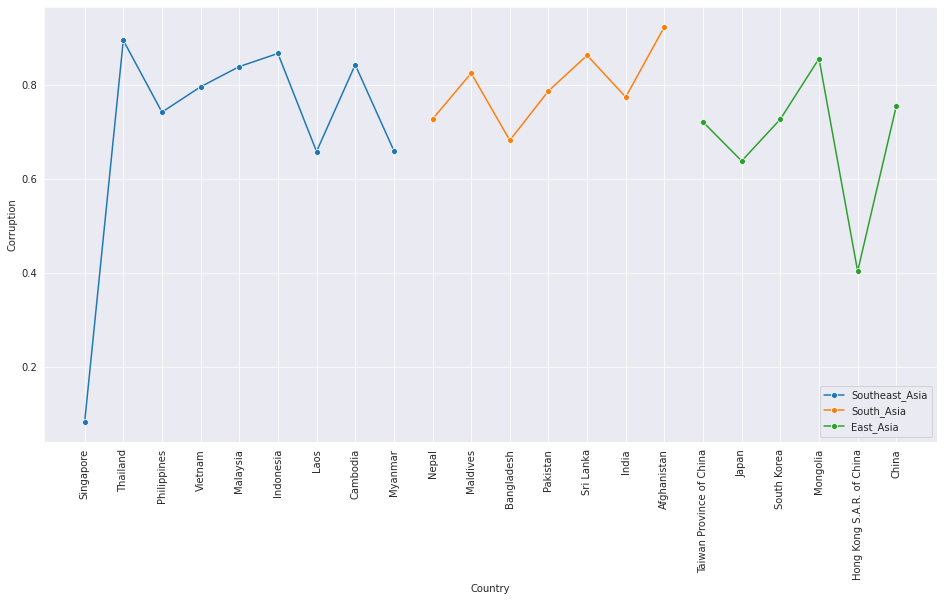 Corruption
0.8
0.6
0.4
0.2
Southeast_Asia
South_Asia
East_Asia
Singapore
Thailand
Philippines
Vietnam
Malaysia
Indonesia
Laos
Cambodia
Myanmar
Nepal
Maldives
Bangladesh
Pakistan
Sri Lanka
India
Afghanistan
Taiwan Province of China
Japan
South Korea
Mongolia
Hong Kong S.A.R. of China
China
Country